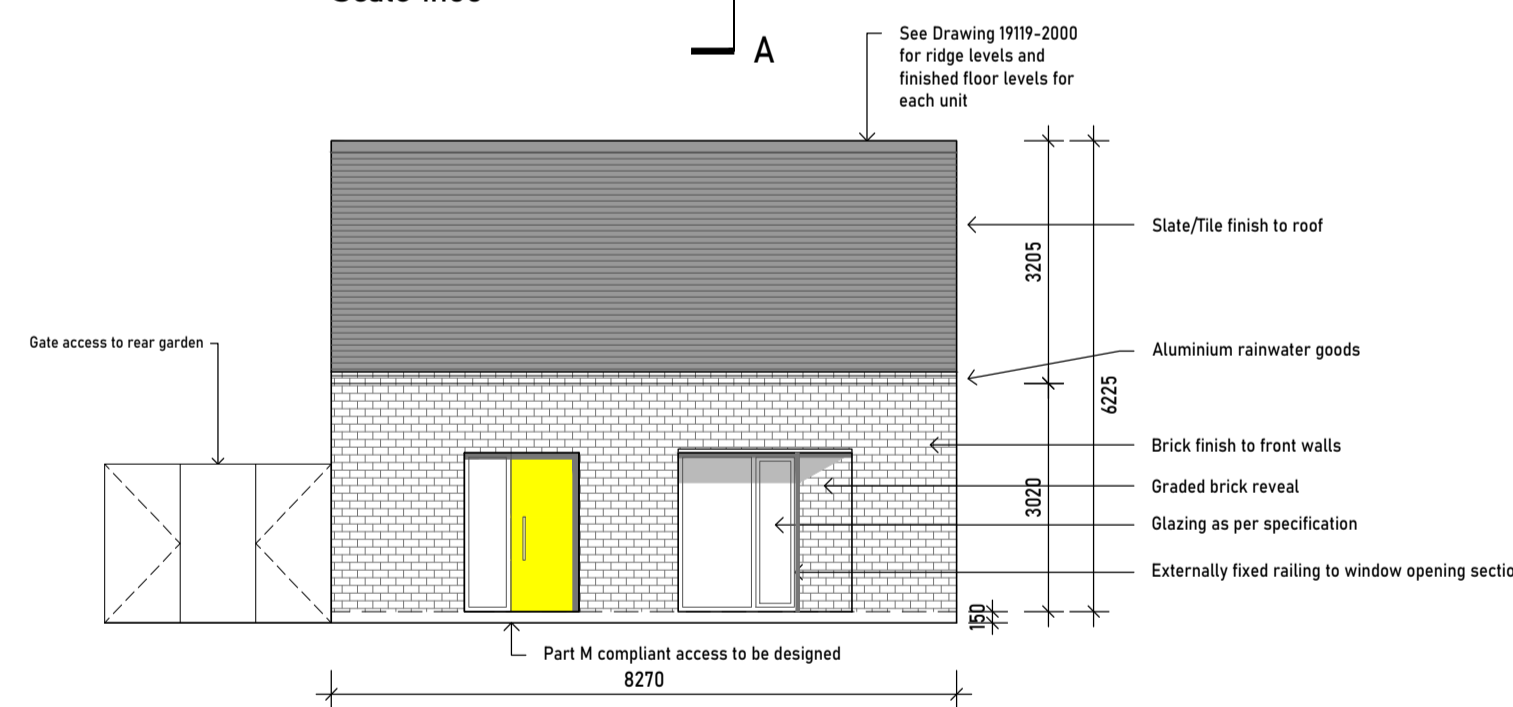 A
See Drawing 19119-2000
for ridge levels and
finished floor levels for
each unit
Slate/Tile finish to roof
3205
Gate access to rear garden
Aluminium rainwater goods
6225
Brick finish to front walls
Graded brick reveal
3020
Glazing as per specification
Externally fixed railing to window opening sectio
150
Part M compliant access to be designed
8270